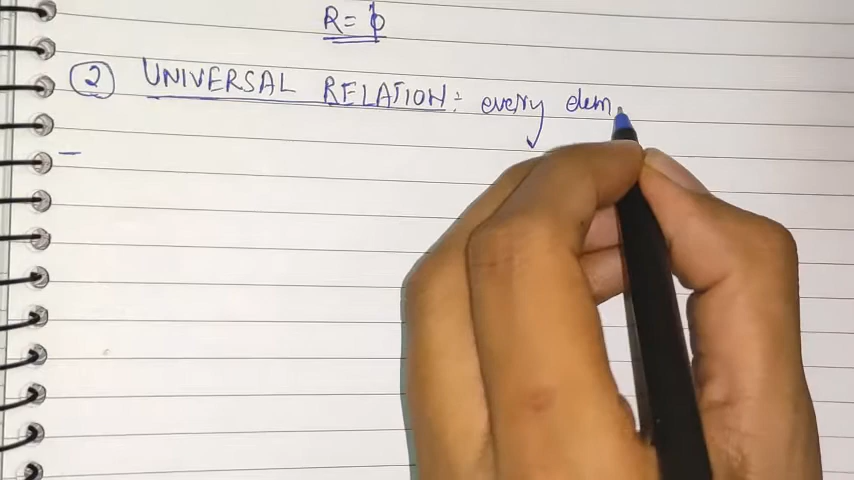 R = ϕ
2 UNIVERSAL RELATION : every elem